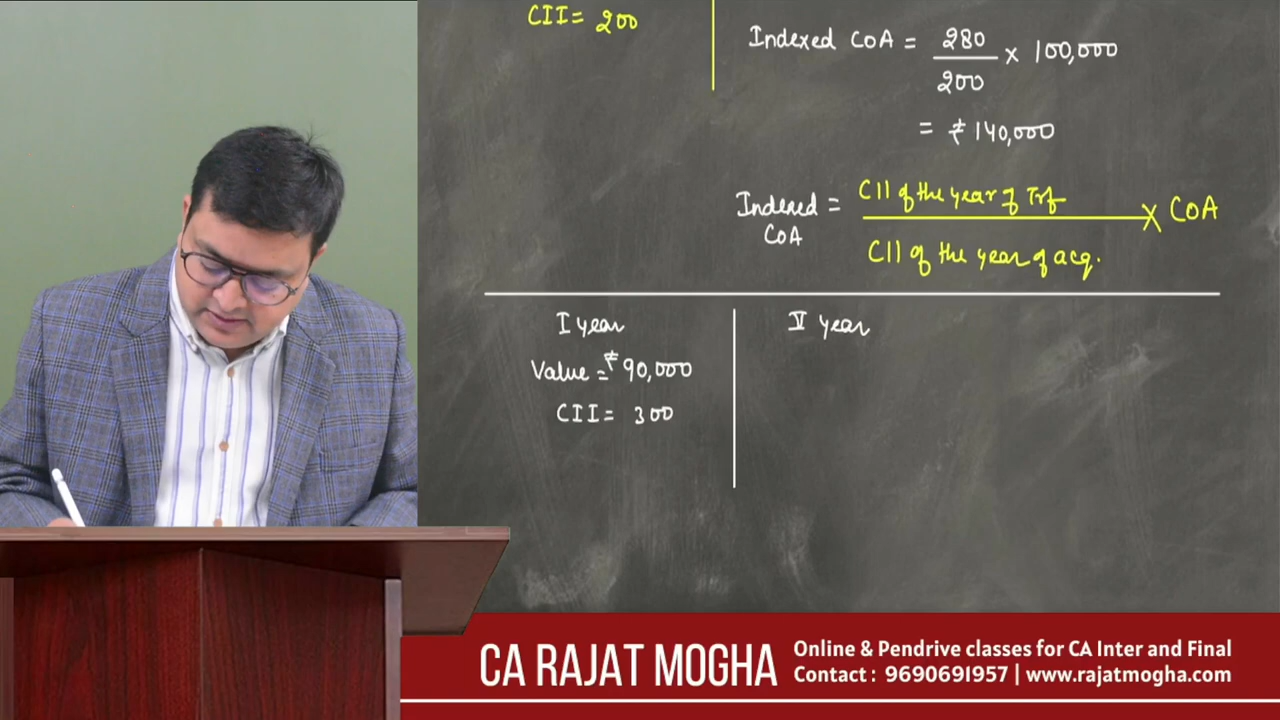 CII = 200
Indexed COA = 280/200 × 100,000
= ₹ 140,000
Indexed COA = CII of the year of Trf / CII of the year of acq. × COA
I year
Value = ₹90,000
CII = 300
V year
CA RAJAT MOGHA
Online & Pendrive classes for CA Inter and Final
Contact : 9690691957 | www.rajatmogha.com